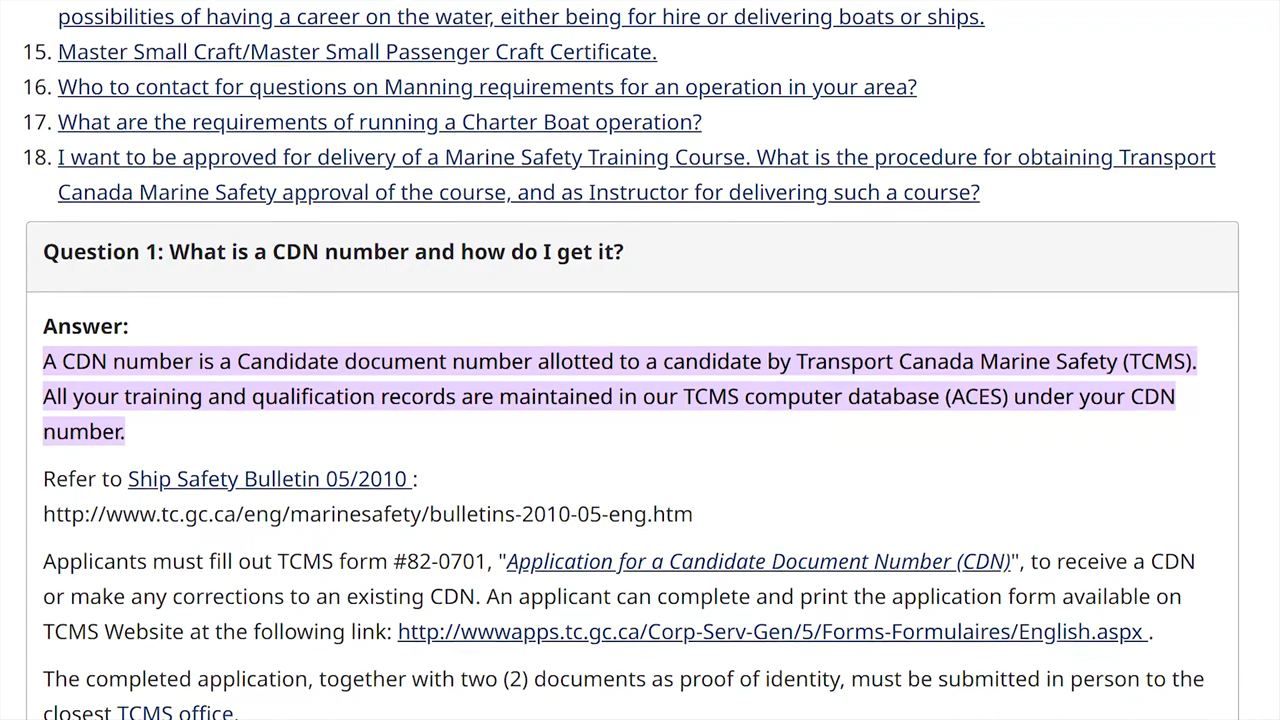 possibilities of having a career on the water, either being for hire or delivering boats or ships.
15. Master Small Craft/Master Small Passenger Craft Certificate.
16. Who to contact for questions on Manning requirements for an operation in your area?
17. What are the requirements of running a Charter Boat operation?
18. I want to be approved for delivery of a Marine Safety Training Course. What is the procedure for obtaining Transport
Canada Marine Safety approval of the course, and as Instructor for delivering such a course?
Question 1: What is a CDN number and how do I get it?
Answer:
A CDN number is a Candidate document number allotted to a candidate by Transport Canada Marine Safety (TCMS).
All your training and qualification records are maintained in our TCMS computer database (ACES) under your CDN
number.
Refer to Ship Safety Bulletin 05/2010 :
http://www.tc.gc.ca/eng/marinesafety/bulletins-2010-05-eng.htm
Applicants must fill out TCMS form #82-0701, "Application for a Candidate Document Number (CDN)", to receive a CDN
or make any corrections to an existing CDN. An applicant can complete and print the application form available on
TCMS Website at the following link: http://wwwapps.tc.gc.ca/Corp-Serv-Gen/5/Forms-Formulaires/English.aspx .
The completed application, together with two (2) documents as proof of identity, must be submitted in person to the
closest TCMS office.